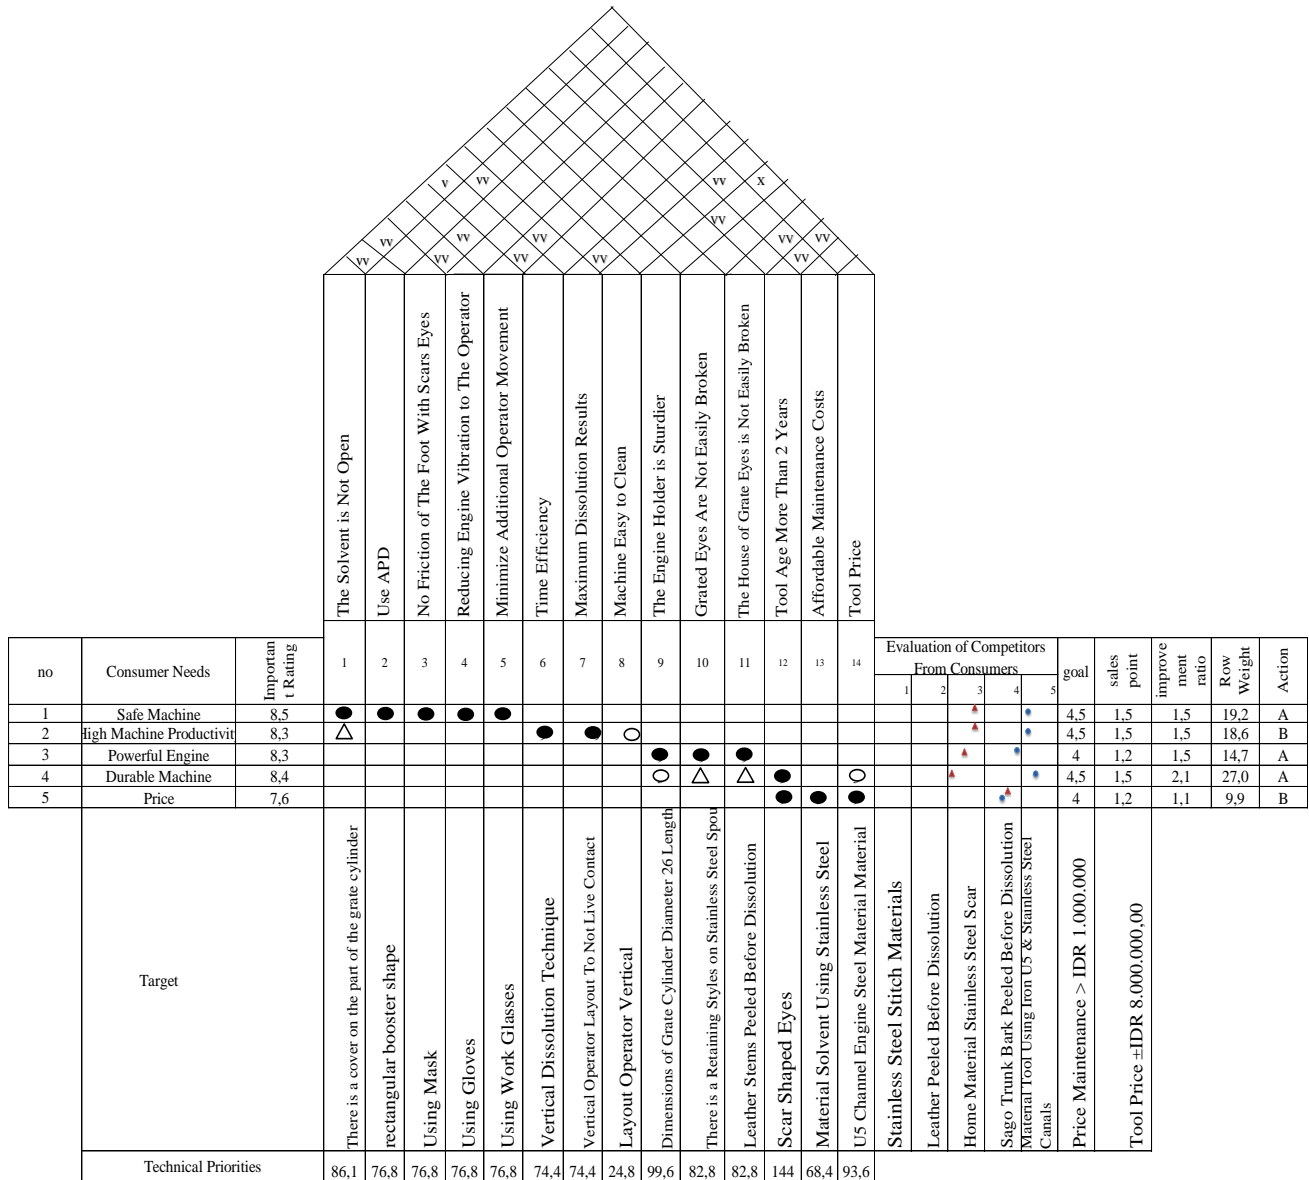 v vv vv x
vv
vv vv vv vv vv
vv vv vv vv vv
The Solvent is Not Open
Use APD
No Friction of The Foot With Scars Eyes
Reducing Engine Vibration to The Operator
Minimize Additional Operator Movement
Time Efficiency
Maximum Dissolution Results
Machine Easy to Clean
The Engine Holder is Sturdier
Grated Eyes Are Not Easily Broken
The House of Grate Eyes is Not Easily Broken
Tool Age More Than 2 Years
Affordable Maintenance Costs
Tool Price
no
Consumer Needs
Importan
t Rating
1 2 3 4 5 6 7 8 9 10 11 12 13 14
Evaluation of Competitors
From Consumers
1 2 3 4 5
goal
sales
point
improve
ment
ratio
Row
Weight
Action
1 Safe Machine 8,5 4,5 1,5 1,5 19,2 A
2 High Machine Productivit 8,3 4,5 1,5 1,5 18,6 B
3 Powerful Engine 8,3 4 1,2 1,5 14,7 A
4 Durable Machine 8,4 4,5 1,5 2,1 27,0 A
5 Price 7,6 4 1,2 1,1 9,9 B
Target
There is a cover on the part of the grate cylinder
rectangular booster shape
Using Mask
Using Gloves
Using Work Glasses
Vertical Dissolution Technique
Vertical Operator Layout To Not Live Contact
Layout Operator Vertical
Dimensions of Grate Cylinder Diameter 26 Length
There is a Retaining Styles on Stainless Steel Spou
Leather Stems Peeled Before Dissolution
Scar Shaped Eyes
Material Solvent Using Stainless Steel
U5 Channel Engine Steel Material Material
Stainless Steel Stitch Materials
Leather Peeled Before Dissolution
Home Material Stainless Steel Scar
Sago Trunk Bark Peeled Before Dissolution
Material Tool Using Iron U5 & Stainless Steel
Canals
Price Maintenance > IDR 1.000.000
Tool Price ±IDR 8.000.000,00
Technical Priorities 86,1 76,8 76,8 76,8 76,8 74,4 74,4 24,8 99,6 82,8 82,8 144 68,4 93,6